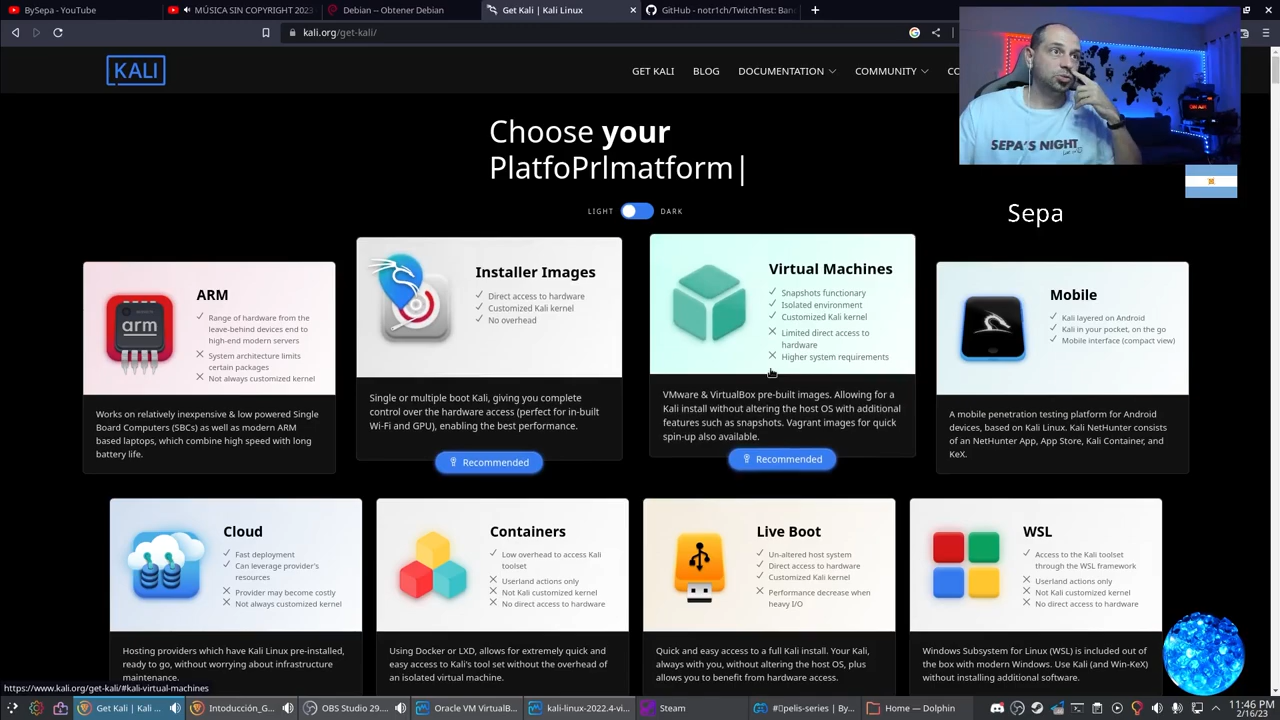 BySepa - YouTube
MÚSICA SIN COPYRIGHT 2023
Debian -- Obtener Debian
Get Kali | Kali Linux
GitHub - notr1ch/TwitchTest: Ban
kali.org/get-kali/
KALI
GET KALI
BLOG
DOCUMENTATION
COMMUNITY
SEPA'S NIGHT
Choose your
PlatfoPrlmatform|
LIGHT
DARK
Sepa
ARM
Range of hardware from the
leave-behind devices end to
high-end modern servers
System architecture limits
certain packages
Not always customized kernel
arm
Works on relatively inexpensive & low powered Single
Board Computers (SBCs) as well as modern ARM
based laptops, which combine high speed with long
battery life.
Installer Images
Direct access to hardware
Customized Kali kernel
No overhead
Single or multiple boot Kali, giving you complete
control over the hardware access (perfect for in-built
Wi-Fi and GPU), enabling the best performance.
Recommended
Virtual Machines
Snapshots functionary
Isolated environment
Customized Kali kernel
Limited direct access to
hardware
Higher system requirements
VMware & VirtualBox pre-built images. Allowing for a
Kali install without altering the host OS with additional
features such as snapshots. Vagrant images for quick
spin-up also available.
Recommended
Mobile
Kali layered on Android
Kali in your pocket, on the go
Mobile interface (compact view)
A mobile penetration testing platform for Android
devices, based on Kali Linux. Kali NetHunter consists
of an NetHunter App, App Store, Kali Container, and
KeX.
Cloud
Fast deployment
Can leverage provider's
resources
Provider may become costly
Not always customized kernel
Hosting providers which have Kali Linux pre-installed,
ready to go, without worrying about infrastructure
maintenance.
Containers
Low overhead to access Kali
toolset
Userland actions only
Not Kali customized kernel
No direct access to hardware
Using Docker or LXD, allows for extremely quick and
easy access to Kali's tool set without the overhead of
an isolated virtual machine.
Live Boot
Un-altered host system
Direct access to hardware
Customized Kali kernel
Performance decrease when
heavy I/O
Quick and easy access to a full Kali install. Your Kali,
always with you, without altering the host OS, plus
allows you to benefit from hardware access.
WSL
Access to the Kali toolset
through the WSL framework
Userland actions only
Not Kali customized kernel
No direct access to hardware
Windows Subsystem for Linux (WSL) is included out of
the box with modern Windows. Use Kali (and Win-KeX)
without installing additional software.
https://www.kali.org/get-kali/#kali-virtual-machines
Get Kali | Kali ...
Intoducción_G...
OBS Studio 29....
Oracle VM VirtualB...
kali-linux-2022.4-vi...
Steam
pelis-series | By...
Home — Dolphin
11:46 PM
2/16/23